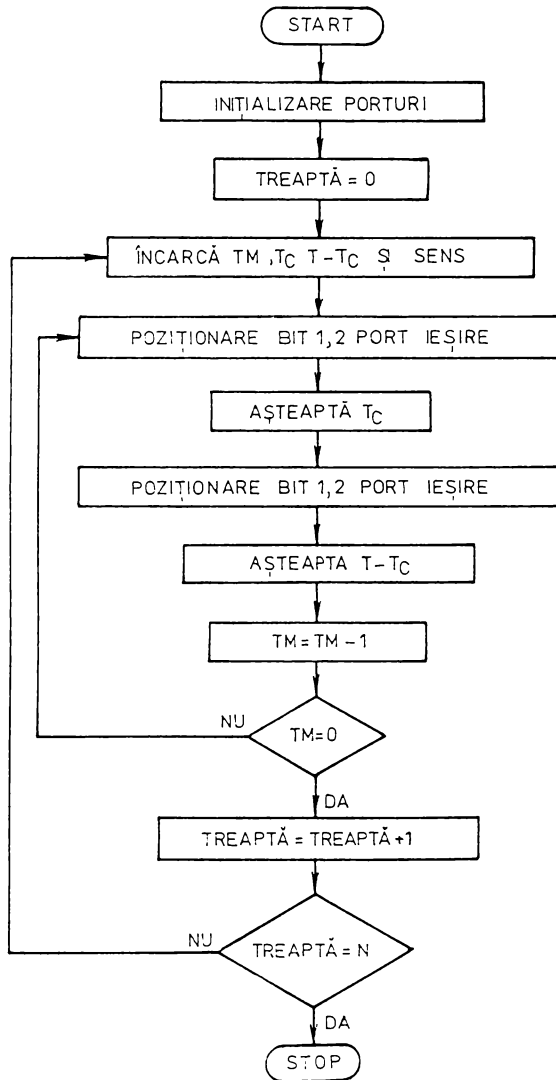 START
INIȚIALIZARE PORTURI
TREAPTĂ = 0
ÎNCARCĂ TM ,TC T-TC ȘI SENS
POZIȚIONARE BIT 1,2 PORT IEȘIRE
AȘTEAPTĂ TC
POZIȚIONARE BIT 1,2 PORT IEȘIRE
AȘTEAPTA T-TC
TM = TM - 1
NU
TM=0
DA
TREAPTĂ = TREAPTĂ +1
NU
TREAPTĂ = N
DA
STOP